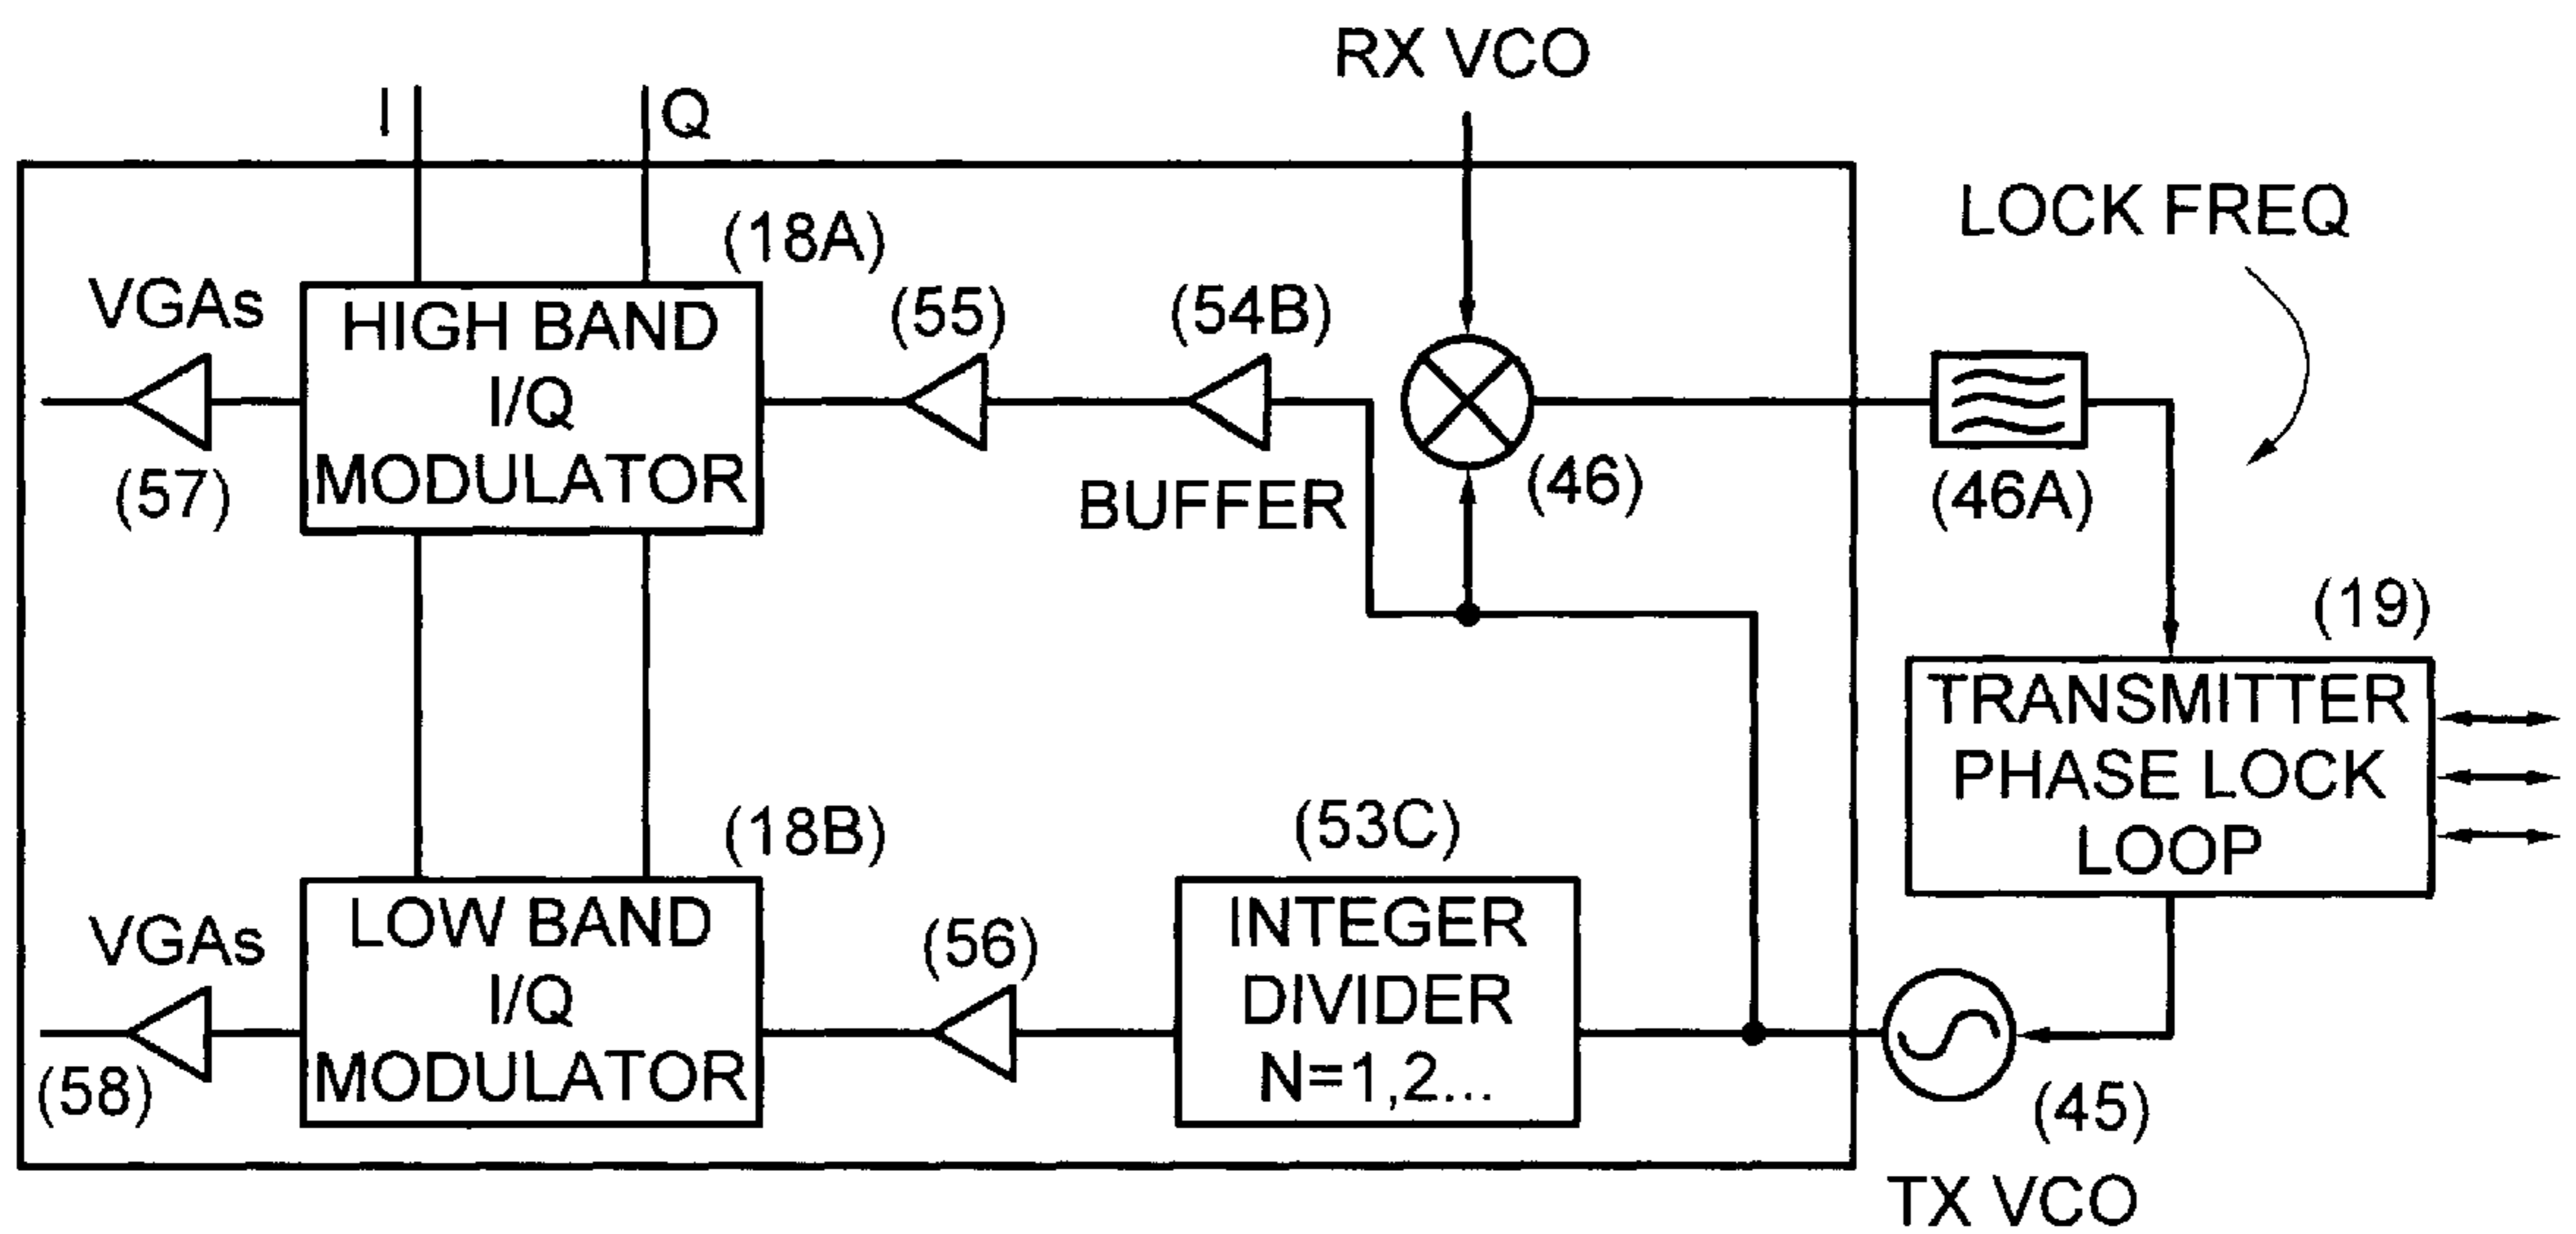 RX VCO
I
Q
LOCK FREQ
(18A)
VGAs
HIGH BAND
I/Q
MODULATOR
(57)
(55)
(54B)
BUFFER
(46)
(46A)
(19)
TRANSMITTER
PHASE LOCK
LOOP
(18B)
VGAs
LOW BAND
I/Q
MODULATOR
(58)
(56)
(53C)
INTEGER
DIVIDER
N=1,2...
(45)
TX VCO